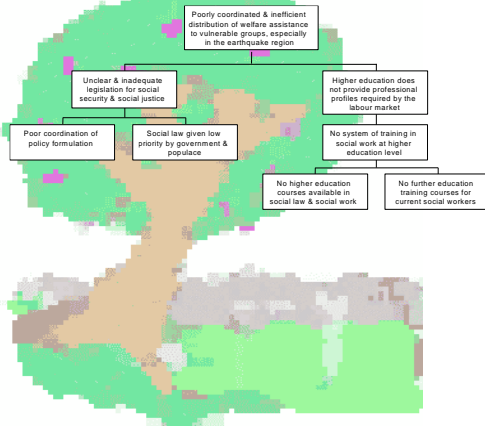 Poorly coordinated & inefficient
distribution of welfare assistance
to vulnerable groups, especially
in the earthquake region
Unclear & inadequate
legislation for social
security & social justice
Higher education does
not provide professional
profiles required by the
labour market
Poor coordination of
policy formulation
Social law given low
priority by government &
populace
No system of training in
social work at higher
education level
No higher education
courses available in
social law & social work
No further education
training courses for
current social workers